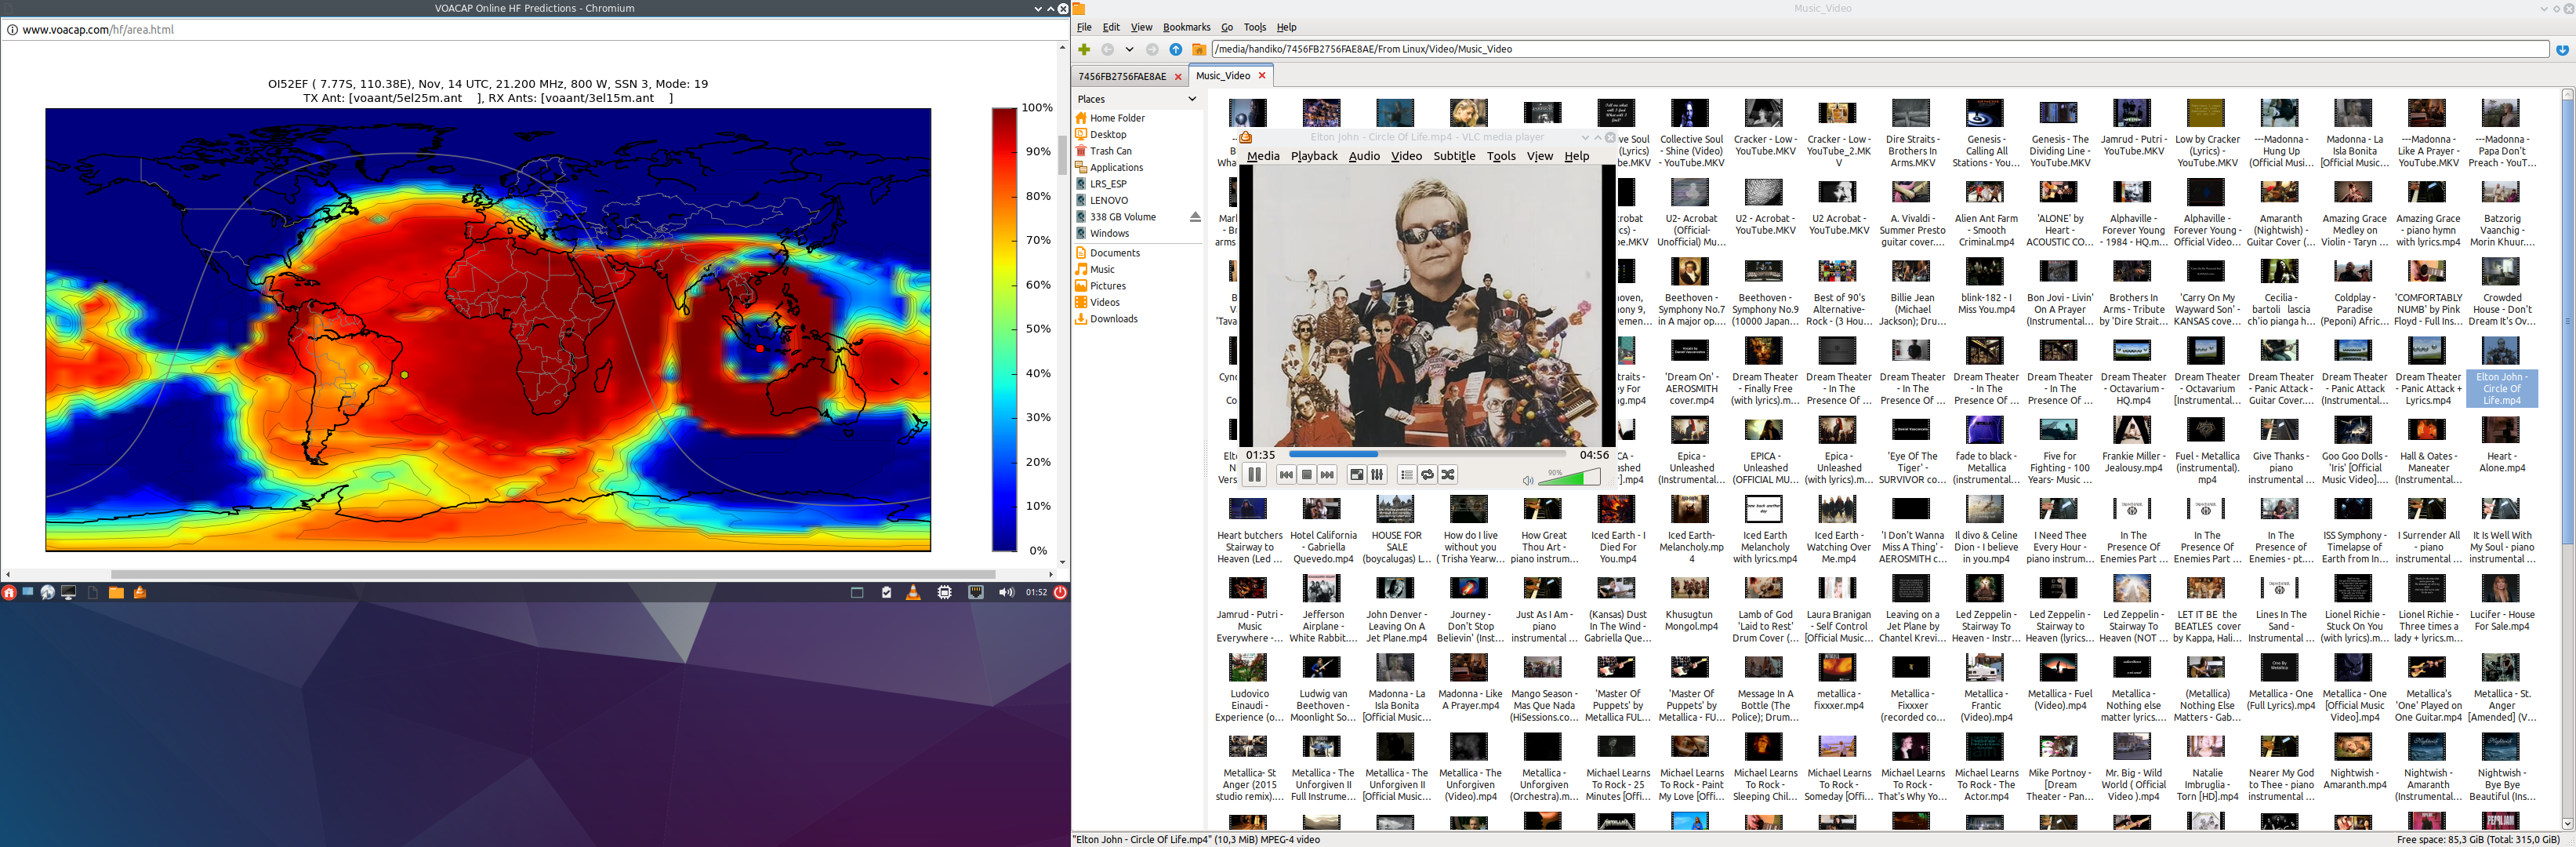 VOACAP Online HF Predictions - Chromium
www.voacap.com/hf/area.html
OI52EF ( 7.77S, 110.38E), Nov, 14 UTC, 21.200 MHz, 800 W, SSN 3, Mode: 19
TX Ant: [voaant/5el25m.ant ], RX Ants: [voaant/3el15m.ant ]
100%
90%
80%
70%
60%
50%
40%
30%
20%
10%
0%
01:52
Music_Video
File Edit View Bookmarks Go Tools Help
/media/handiko/7456FB2756FAE8AE/From Linux/Video/Music_Video
7456FB2756FAE8AE Music_Video
Places
Home Folder
Desktop
Trash Can
Applications
LRS_ESP
LENOVO
338 GB Volume
Windows
Documents
Music
Pictures
Videos
Downloads
Elton John - Circle Of Life.mp4 - VLC media player
Media Playback Audio Video Subtitle Tools View Help
01:35 04:56
90%
Collective Soul - Shine (Video) - YouTube.MKV
Cracker - Low - YouTube.MKV
Cracker - Low - YouTube_2.MKV
Dire Straits - Brothers In Arms.MKV
Genesis - Calling All Stations - You...
Genesis - The Dividing Line - YouTube.MKV
Jamrud - Putri - YouTube.MKV
Low by Cracker (Lyric) - YouTube.MKV
---Madonna - Hung Up (Official Musi...
Madonna - La Isla Bonita [Official Music...
---Madonna - Like A Prayer - YouTube.MKV
---Madonna - Papa Don't Preach - YouT...
U2- Acrobat (Official- Unofficial) Mu...
U2 - Acrobat - YouTube.MKV
U2 Acrobat - YouTube.MKV
A. Vivaldi - Summer Presto guitar cover....
Alien Ant Farm - Smooth Criminal.mp4
'ALONE' by Heart - ACOUSTIC CO...
Alphaville - Forever Young - 1984 - HQ.m...
Alphaville - Forever Young - Official Video...
Amaranth (Nightwish) - Guitar Cover (...
Amazing Grace Medley on Violin - Taryn ...
Amazing Grace - piano hymn with lyrics.mp4
Batzorig Vaanchig - Morin Khuur....
Beethoven - Symphony No.7 in A major op....
Beethoven - Symphony No.9 (10000 Japan...
Best of 90's Alternative- Rock - (3 Hou...
Billie Jean (Michael Jackson); Dru...
blink-182 - I Miss You.mp4
Bon Jovi - Livin' On A Prayer (Instrumental...
Brothers In Arms - Tribute by 'Dire Strait...
'Carry On My Wayward Son' - KANSAS cove...
Cecilia - bartoli lascia ch'io pianga h...
Coldplay - Paradise (Peponi) Afric...
'COMFORTABLY NUMB' by Pink Floyd - Full Ins...
Crowded House - Don't Dream It's Ov...
'Dream On' - AEROSMITH cover.mp4
Dream Theater - Finally Free (with lyrics).m...
Dream Theater - In The Presence Of ...
Dream Theater - In The Presence Of ...
Dream Theater - In The Presence Of ...
Dream Theater - In The Presence Of ...
Dream Theater - Octavarium - HQ.mp4
Dream Theater - Octavarium [Instrumental...
Dream Theater - Panic Attack - Guitar Cover....
Dream Theater - Panic Attack (Instrumental...
Dream Theater - Panic Attack + Lyrics.mp4
Elton John - Circle Of Life.mp4
Epica - Unleashed (Instrumental...
EPICA - Unleashed (OFFICIAL MU...
Epica - Unleashed (with lyrics).m...
'Eye Of The Tiger' - SURVIVOR co...
fade to black - Metallica (instrumental)...
Five for Fighting - 100 Years- Music ...
Frankie Miller - Jealousy.mp4
Fuel - Metallica (instrumental).mp4
Give Thanks - piano instrumental ...
Goo Goo Dolls - 'Iris' [Official Music Video]....
Hall & Oates - Maneater (Instrumental...
Heart - Alone.mp4
Heart butchers Stairway to Heaven (Led ...
Hotel California - Gabriella Quevedo.mp4
HOUSE FOR SALE (boycalugas) L...
How do I live without you ( Trisha Yearw...
How Great Thou Art - piano instrum...
Iced Earth - I Died For You.mp4
Iced Earth- Melancholy.mp4
Iced Earth Melancholy with lyrics.mp4
Iced Earth - Watching Over Me.mp4
'I Don't Wanna Miss A Thing' - AEROSMITH c...
Il divo & Celine Dion - I believe in you.mp4
I Need Thee Every Hour - piano instrum...
In The Presence Of Enemies Part ...
In The Presence Of Enemies Part ...
In The Presence of Enemies - pt....
ISS Symphony - Timelapse of Earth from In...
I Surrender All - piano instrumental ...
It Is Well With My Soul - piano instrumental ...
Jamrud - Putri - Music Everywhere -...
Jefferson Airplane - White Rabbit....
John Denver - Leaving On A Jet Plane.mp4
Journey - Don't Stop Believin' (Inst...
Just As I Am - piano instrumental ...
(Kansas) Dust In The Wind - Gabriella Que...
Khusugtun Mongol.mp4
Lamb of God 'Laid to Rest' Drum Cover (...
Laura Branigan - Self Control [Official Music...
Leaving on a Jet Plane by Chantel Krevi...
Led Zeppelin - Stairway To Heaven - Instr...
Led Zeppelin - Stairway to Heaven (lyrics...
Led Zeppelin - Stairway To Heaven (NOT ...
LET IT BE the BEATLES cover by Kappa, Hali...
Lines In The Sand - Instrumental ...
Lionel Richie - Stuck On You (with lyrics).m...
Lionel Richie - Three times a lady + lyrics.m...
Lucifer - House For Sale.mp4
Ludovico Einaudi - Experience (o...
Ludwig van Beethoven - Moonlight So...
Madonna - La Isla Bonita [Official Music...
Madonna - Like A Prayer.mp4
Mango Season - Mas Que Nada (HiSessions.co...
'Master Of Puppets' by Metallica FUL...
'Master Of Puppets' by Metallica - FU...
Message In A Bottle (The Police); Drum...
metallica - fixxxer.mp4
Metallica - Fixxxer (recorded co...
Metallica - Frantic (Video).mp4
Metallica - Fuel (Video).mp4
Metallica - Nothing else matter lyrics....
(Metallica) Nothing Else Matters - Gab...
Metallica - One (Full Lyrics).mp4
Metallica - One [Official Music Video].mp4
Metallica's 'One' Played on One Guitar.mp4
Metallica - St. Anger [Amended] (V...
Metallica- St Anger (2015 studio remix)....
Metallica - The Unforgiven II Full Instrume...
Metallica - The Unforgiven II [Official Music...
Metallica - The Unforgiven (Video).mp4
Metallica - Unforgiven (Orchestra).m...
Michael Learns To Rock - 25 Minutes [Offi...
Michael Learns To Rock - Paint My Love [Offi...
Michael Learns To Rock - Sleeping Chil...
Michael Learns To Rock - Someday [Offi...
Michael Learns To Rock - That's Why Yo...
Michael Learns To Rock - The Actor.mp4
Mike Portnoy - [Dream Theater - Pan...
Mr. Big - Wild World ( Official Video ).mp4
Natalie Imbruglia - Torn [HD].mp4
Nearer My God to Thee - piano instrumental ...
Nightwish - Amaranth.mp4
Nightwish - Amaranth (Instrumental...
Nightwish - Bye Bye Beautiful (Ins...
"Elton John - Circle Of Life.mp4" (10,3 MiB) MPEG-4 video
Free space: 85,3 GiB (Total: 315,0 GiB)